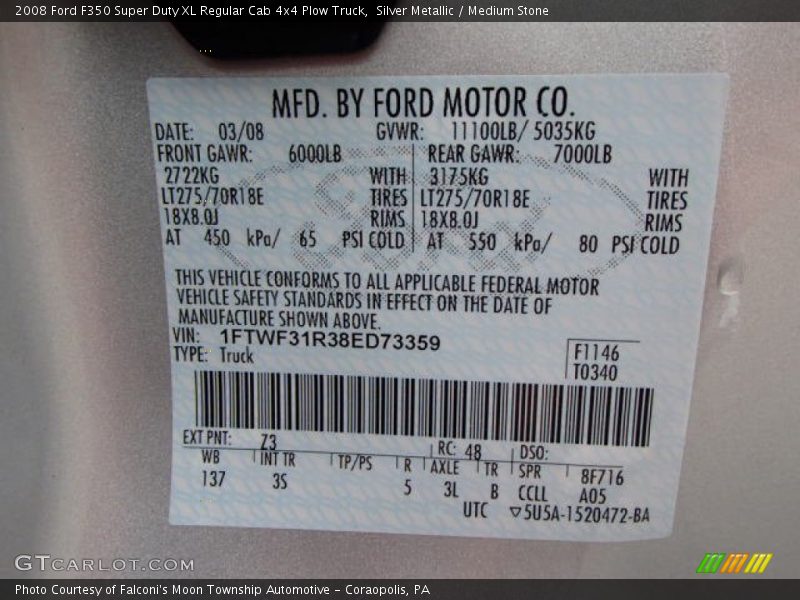 2008 Ford F350 Super Duty XL Regular Cab 4x4 Plow Truck, Silver Metallic / Medium Stone
MFD. BY FORD MOTOR CO.
DATE: 03/08 GVWR: 11100LB/ 5035KG
FRONT GAWR: 6000LB REAR GAWR: 7000LB
2722KG WITH 3175KG WITH
LT275/70R18E TIRES LT275/70R18E TIRES
18X8.0J RIMS 18X8.0J RIMS
AT 450 kPa/ 65 PSI COLD AT 550 kPa/ 80 PSI COLD
THIS VEHICLE CONFORMS TO ALL APPLICABLE FEDERAL MOTOR
VEHICLE SAFETY STANDARDS IN EFFECT ON THE DATE OF
MANUFACTURE SHOWN ABOVE.
VIN: 1FTWF31R38ED73359
TYPE: Truck
F1146
T0340
EXT PNT: Z3 RC: 48 DSO:
WB INT TR TP/PS R AXLE TR SPR 8F716
137 3S 5 3L B CCLL A05
UTC ▽5U5A-1520472-BA
GTCARLOT.COM
Photo Courtesy of Falconi's Moon Township Automotive - Coraopolis, PA